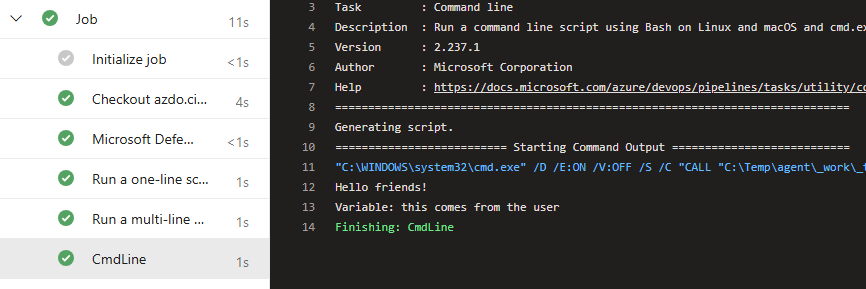 Job 11s
Initialize job <1s
Checkout azdo.ci... 4s
Microsoft Defe... <1s
Run a one-line sc... 1s
Run a multi-line ... 1s
CmdLine 1s
3 Task : Command line
4 Description : Run a command line script using Bash on Linux and macOS and cmd.ex
5 Version : 2.237.1
6 Author : Microsoft Corporation
7 Help : https://docs.microsoft.com/azure/devops/pipelines/tasks/utility/co
8 ==============================================================================
9 Generating script.
10 ========================== Starting Command Output ===========================
11 "C:\WINDOWS\system32\cmd.exe" /D /E:ON /V:OFF /S /C "CALL "C:\Temp\agent\_work\_t
12 Hello friends!
13 Variable: this comes from the user
14 Finishing: CmdLine